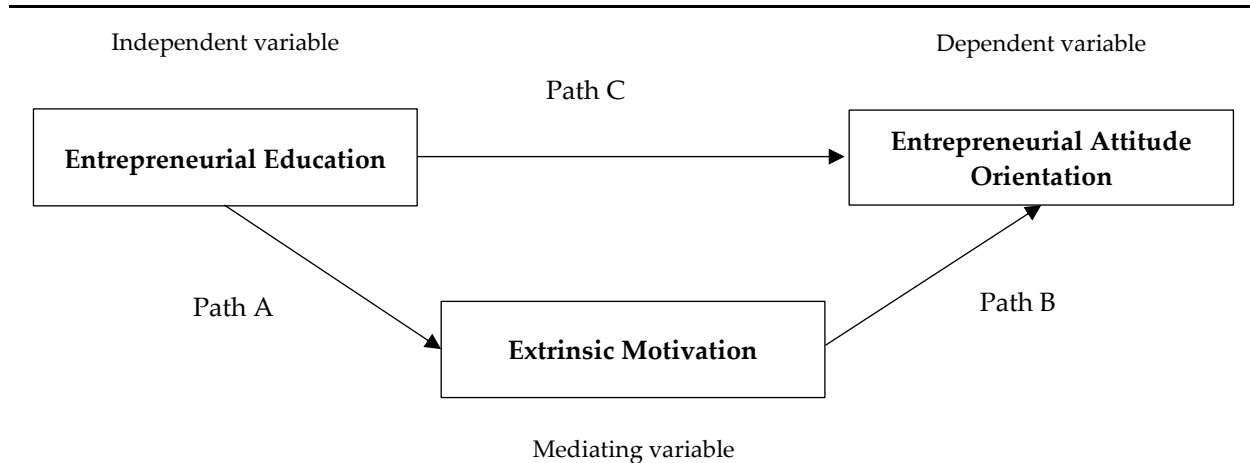 Independent variable
Dependent variable
Path C
Entrepreneurial Education
Entrepreneurial Attitude
Orientation
Path A
Path B
Extrinsic Motivation
Mediating variable